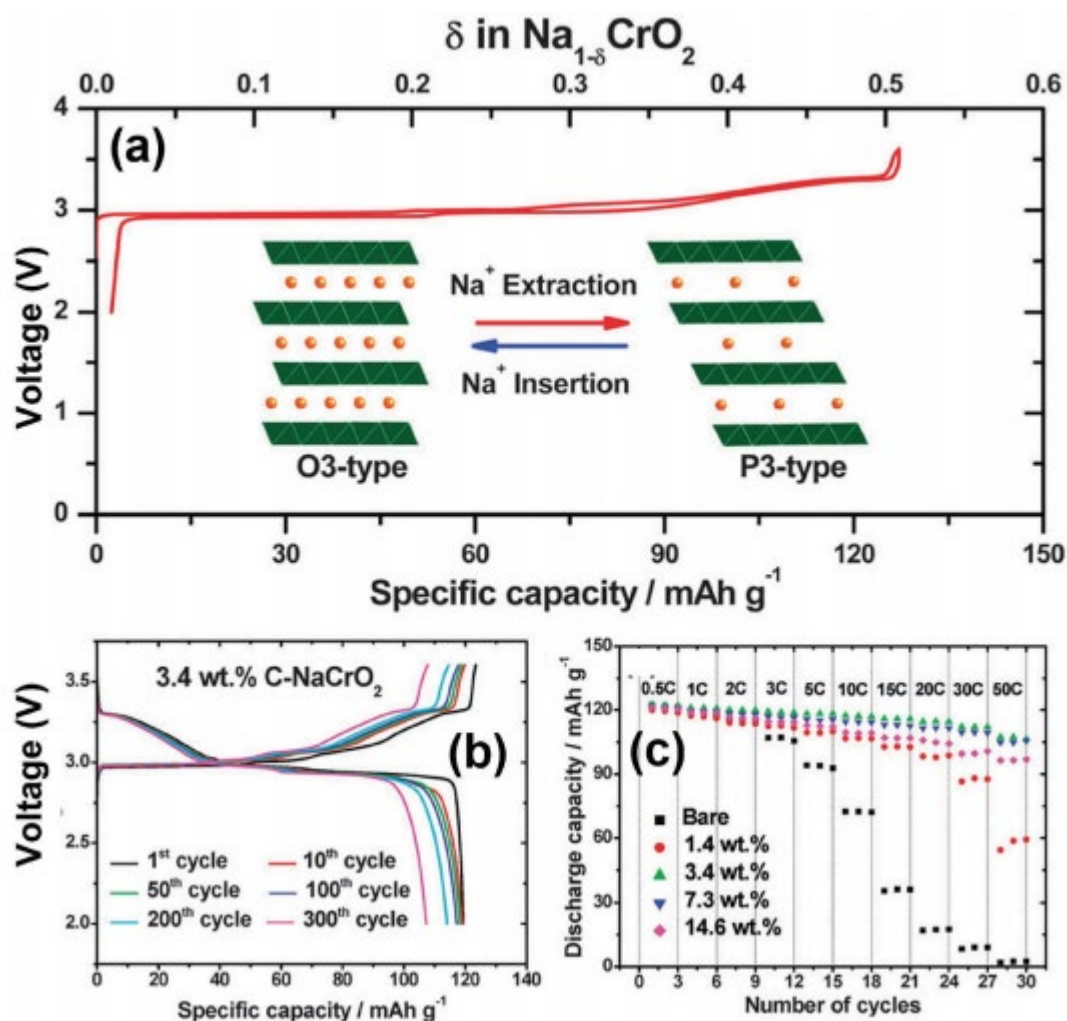 δ in Na1-δCrO2
0.0 0.1 0.2 0.3 0.4 0.5 0.6
(a)
Voltage (V)
4
3
2
1
0
Na+ Extraction
Na+ Insertion
O3-type
P3-type
0 30 60 90 120 150
Specific capacity / mAh g-1
3.4 wt.% C-NaCrO2
(b)
Voltage (V)
3.5
3.0
2.5
2.0
1st cycle 10th cycle
50th cycle 100th cycle
200th cycle 300th cycle
0 20 40 60 80 100 120 140
Specific capacity / mAh g-1
Discharge capacity / mAh g-1
150
120
90
60
30
0
0.5C 1C 2C 3C 5C 10C 15C 20C 30C 50C
(c)
Bare
1.4 wt.%
3.4 wt.%
7.3 wt.%
14.6 wt.%
0 3 6 9 12 15 18 21 24 27 30
Number of cycles